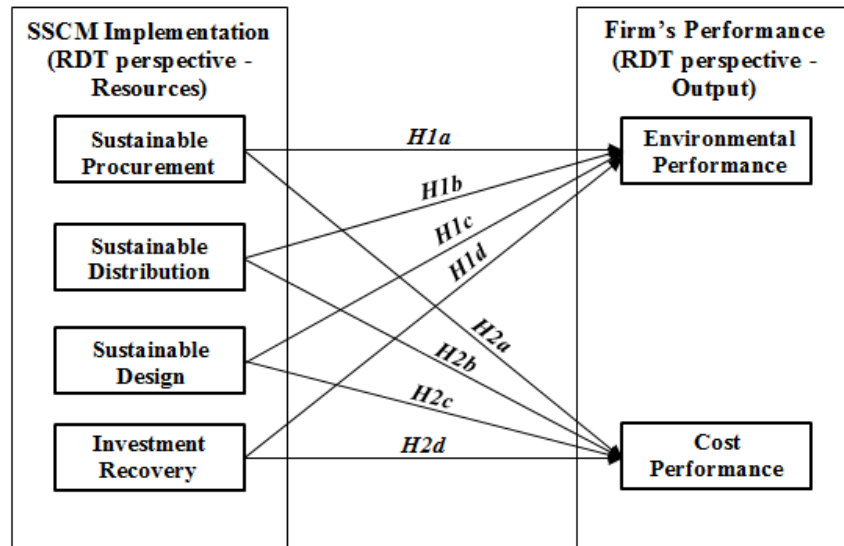 SSCM Implementation
(RDT perspective -
Resources)
Sustainable
Procurement
Sustainable
Distribution
Sustainable
Design
Investment
Recovery
H1a
H1b
H1c
H1d
H2a
H2b
H2c
H2d
Firm's Performance
(RDT perspective -
Output)
Environmental
Performance
Cost
Performance